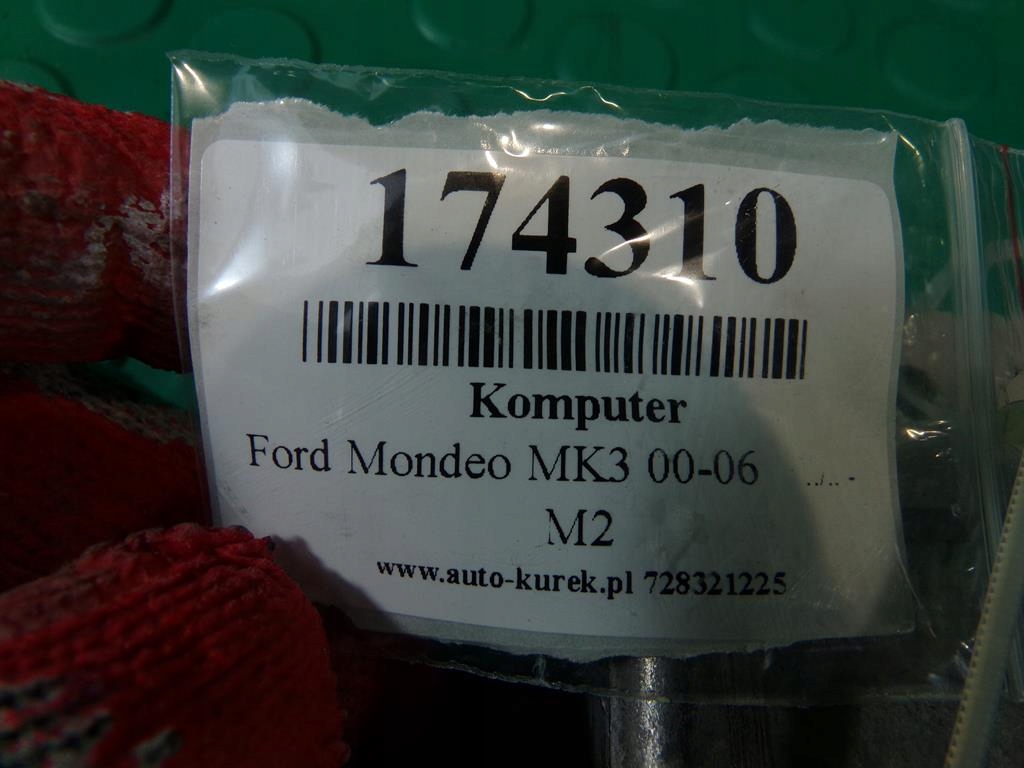 174310
Komputer
Ford Mondeo MK3 00-06 ../.. -
M2
www.auto-kurek.pl 728321225